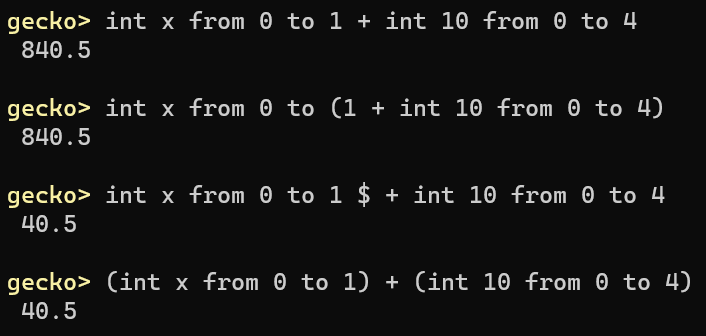 gecko> int x from 0 to 1 + int 10 from 0 to 4
840.5
gecko> int x from 0 to (1 + int 10 from 0 to 4)
840.5
gecko> int x from 0 to 1 $ + int 10 from 0 to 4
40.5
gecko> (int x from 0 to 1) + (int 10 from 0 to 4)
40.5